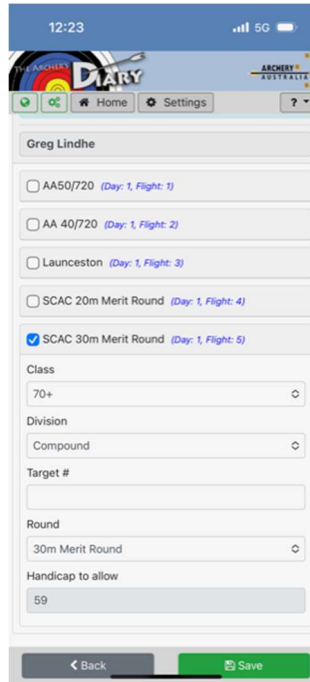 12:23 5G
THE ARCHER'S DIARY ARCHERY AUSTRALIA
Home Settings ?
Greg Lindhe
AA50/720 (Day: 1, Flight: 1)
AA 40/720 (Day: 1, Flight: 2)
Launceston (Day: 1, Flight: 3)
SCAC 20m Merit Round (Day: 1, Flight: 4)
SCAC 30m Merit Round (Day: 1, Flight: 5)
Class
70+
Division
Compound
Target #
Round
30m Merit Round
Handicap to allow
59
Back Save